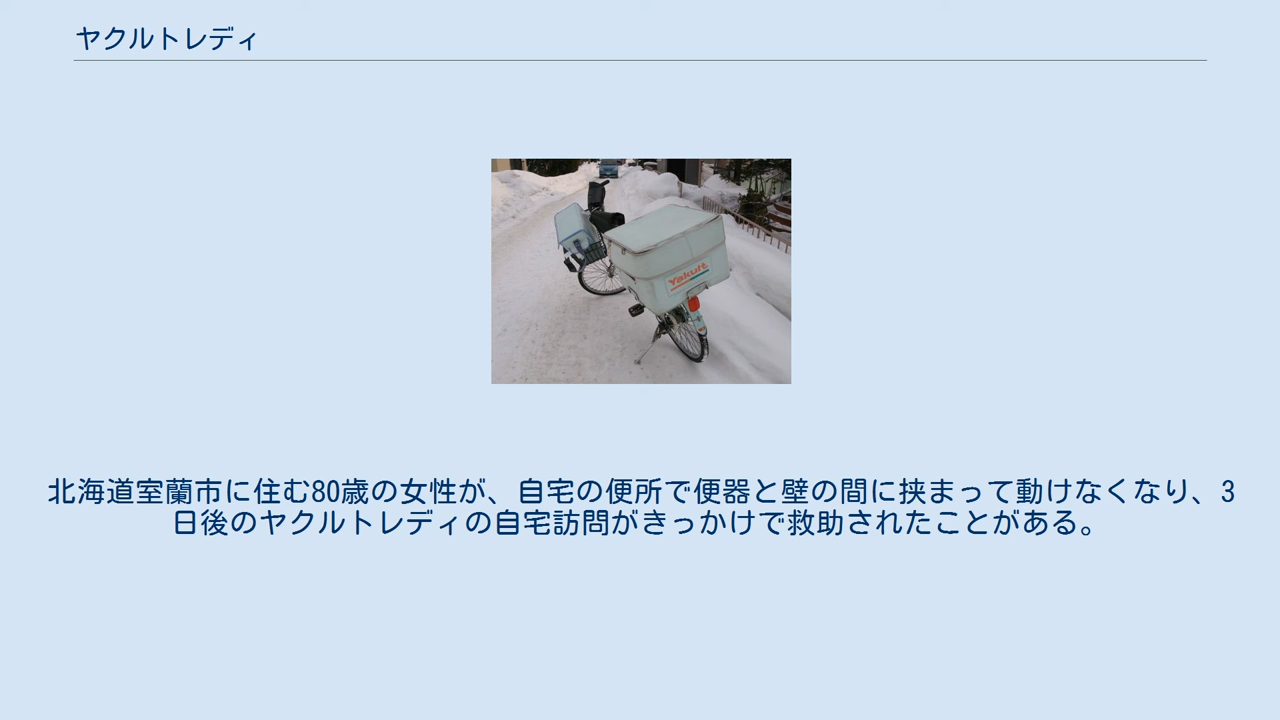 ヤクルトレディ
Yakult
北海道室蘭市に住む80歳の女性が、自宅の便所で便器と壁の間に挟まって動けなくなり、3
日後のヤクルトレディの自宅訪問がきっかけで救助されたことがある。